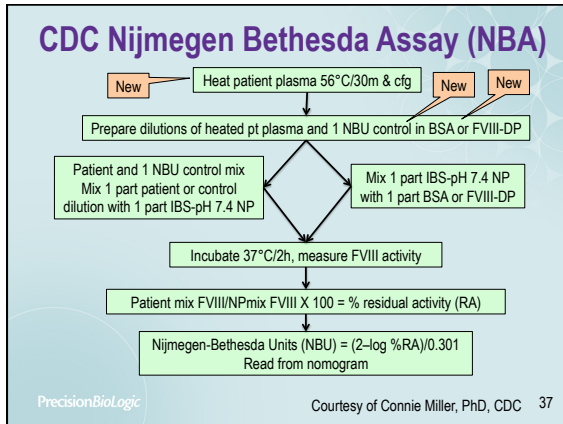 CDC Nijmegen Bethesda Assay (NBA)
New
Heat patient plasma 56°C/30m & cfg
New
New
Prepare dilutions of heated pt plasma and 1 NBU control in BSA or FVIII-DP
Patient and 1 NBU control mix
Mix 1 part patient or control
dilution with 1 part IBS-pH 7.4 NP
Mix 1 part IBS-pH 7.4 NP
with 1 part BSA or FVIII-DP
Incubate 37°C/2h, measure FVIII activity
Patient mix FVIII/NPmix FVIII X 100 = % residual activity (RA)
Nijmegen-Bethesda Units (NBU) = (2–log %RA)/0.301
Read from nomogram
PrecisionBioLogic
Courtesy of Connie Miller, PhD, CDC
37